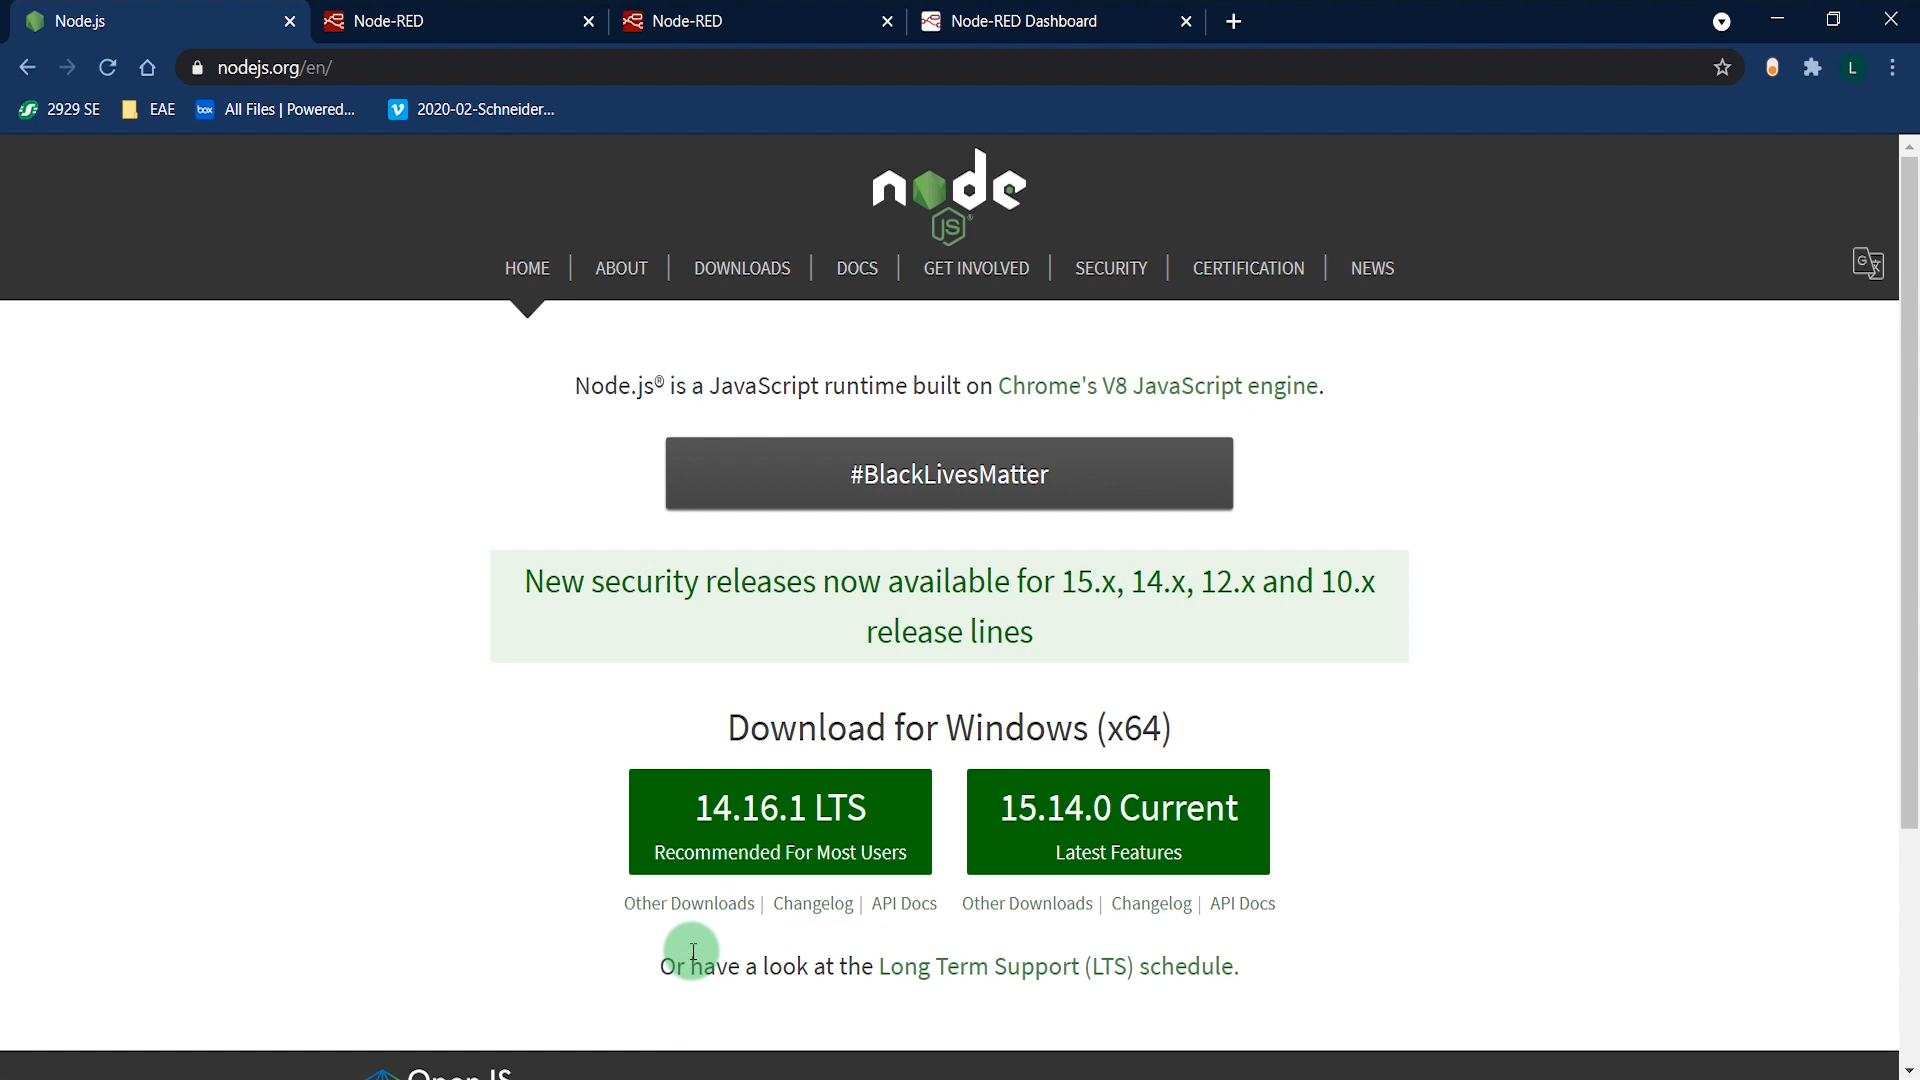 Node.js
Node-RED
Node-RED
Node-RED Dashboard
nodejs.org/en/
L
2929 SE
EAE
box
All Files | Powered...
2020-02-Schneider...
node
JS
HOME | ABOUT | DOWNLOADS | DOCS | GET INVOLVED | SECURITY | CERTIFICATION | NEWS
Node.js® is a JavaScript runtime built on Chrome's V8 JavaScript engine.
#BlackLivesMatter
New security releases now available for 15.x, 14.x, 12.x and 10.x
release lines
Download for Windows (x64)
14.16.1 LTS
Recommended For Most Users
15.14.0 Current
Latest Features
Other Downloads | Changelog | API Docs
Other Downloads | Changelog | API Docs
Or have a look at the Long Term Support (LTS) schedule.